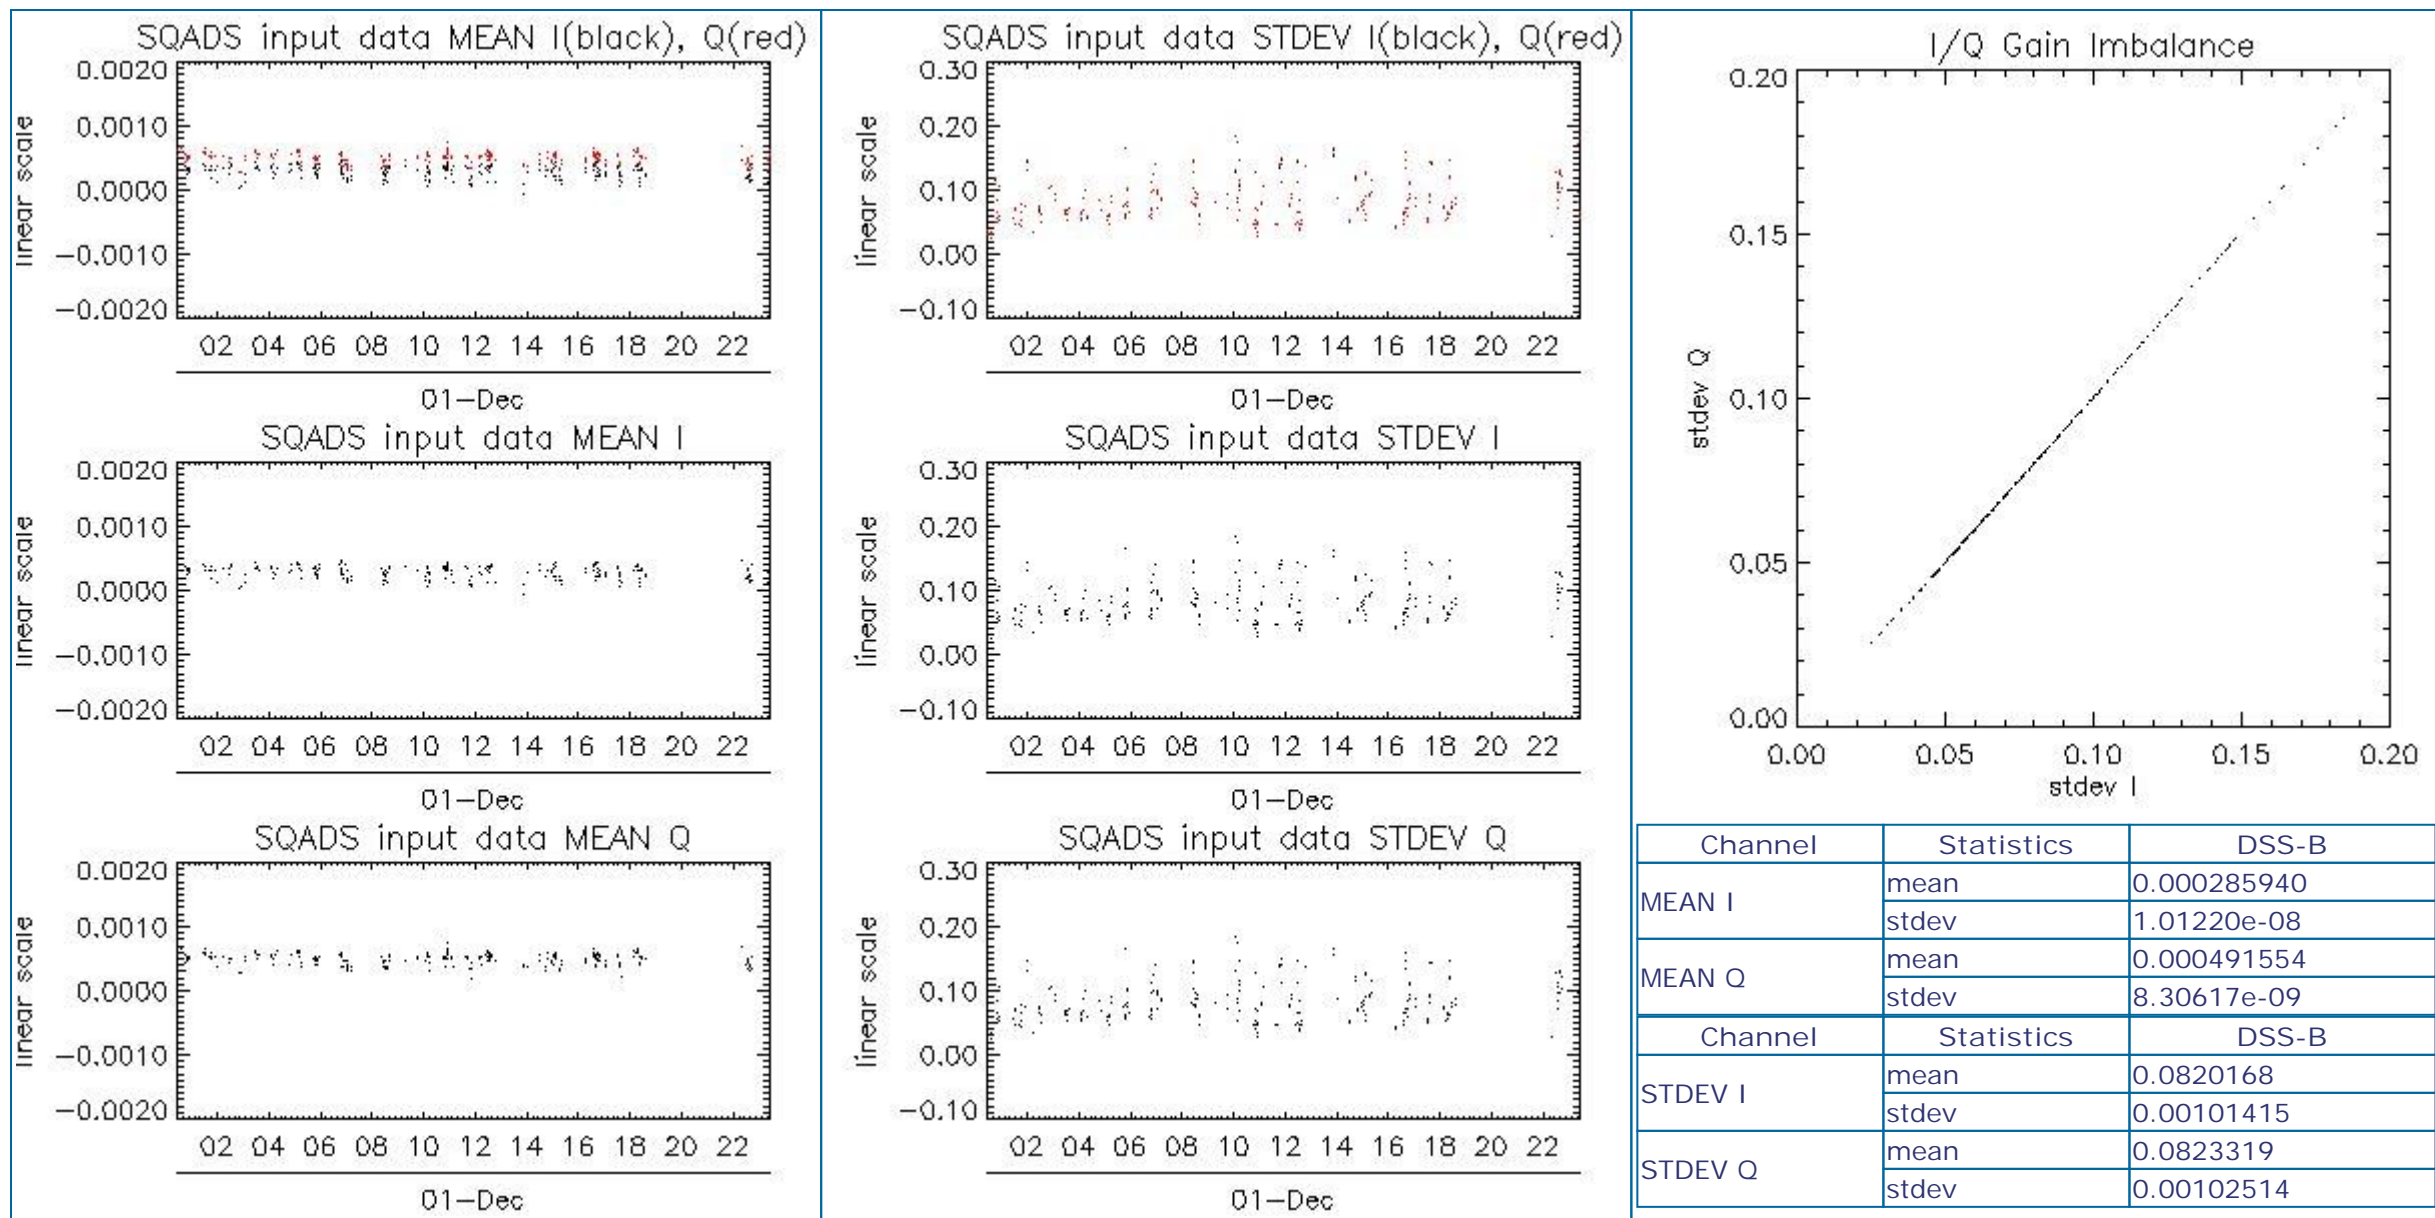 SQADS input data MEAN I(black), Q(red)
linear scale
0.0020
0.0010
0.0000
−0.0010
−0.0020
02 04 06 08 10 12 14 16 18 20 22
01−Dec
SQADS input data MEAN I
linear scale
0.0020
0.0010
0.0000
−0.0010
−0.0020
02 04 06 08 10 12 14 16 18 20 22
01−Dec
SQADS input data MEAN Q
linear scale
0.0020
0.0010
0.0000
−0.0010
−0.0020
02 04 06 08 10 12 14 16 18 20 22
01−Dec
SQADS input data STDEV I(black), Q(red)
linear scale
0.30
0.20
0.10
0.00
−0.10
02 04 06 08 10 12 14 16 18 20 22
01−Dec
SQADS input data STDEV I
linear scale
0.30
0.20
0.10
0.00
−0.10
02 04 06 08 10 12 14 16 18 20 22
01−Dec
SQADS input data STDEV Q
linear scale
0.30
0.20
0.10
0.00
−0.10
02 04 06 08 10 12 14 16 18 20 22
01−Dec
I/Q Gain Imbalance
stdev Q
0.20
0.15
0.10
0.05
0.00
0.00 0.05 0.10 0.15 0.20
stdev I
Channel Statistics DSS-B
MEAN I mean 0.000285940
stdev 1.01220e-08
MEAN Q mean 0.000491554
stdev 8.30617e-09
Channel Statistics DSS-B
STDEV I mean 0.0820168
stdev 0.00101415
STDEV Q mean 0.0823319
stdev 0.00102514